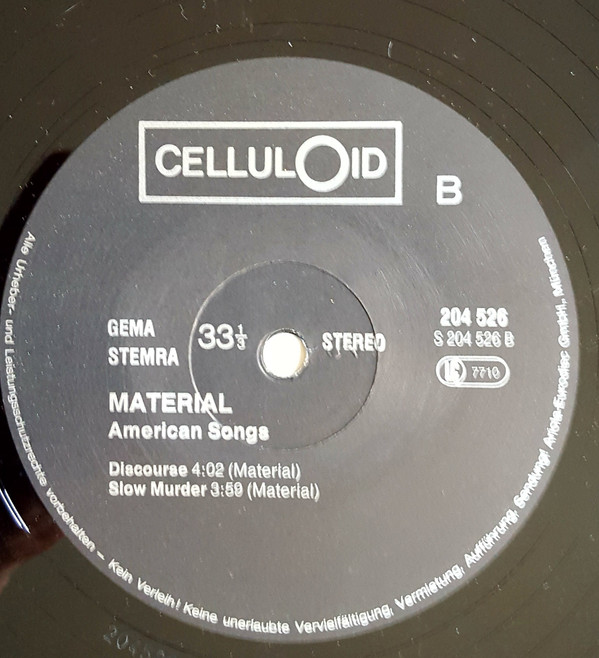 CELLULOID
B
GEMA
STEMRA
33⅓
STEREO
204 526
S 204 526 B
LC 7710
MATERIAL
American Songs
Discourse 4:02 (Material)
Slow Murder 3:59 (Material)
Alle Urheber- und Leistungsschutzrechte vorbehalten – Kein Verleih! Keine unerlaubte Vervielfältigung, Vermietung, Aufführung, Sendung! Ariola-Eurodisc GmbH., München